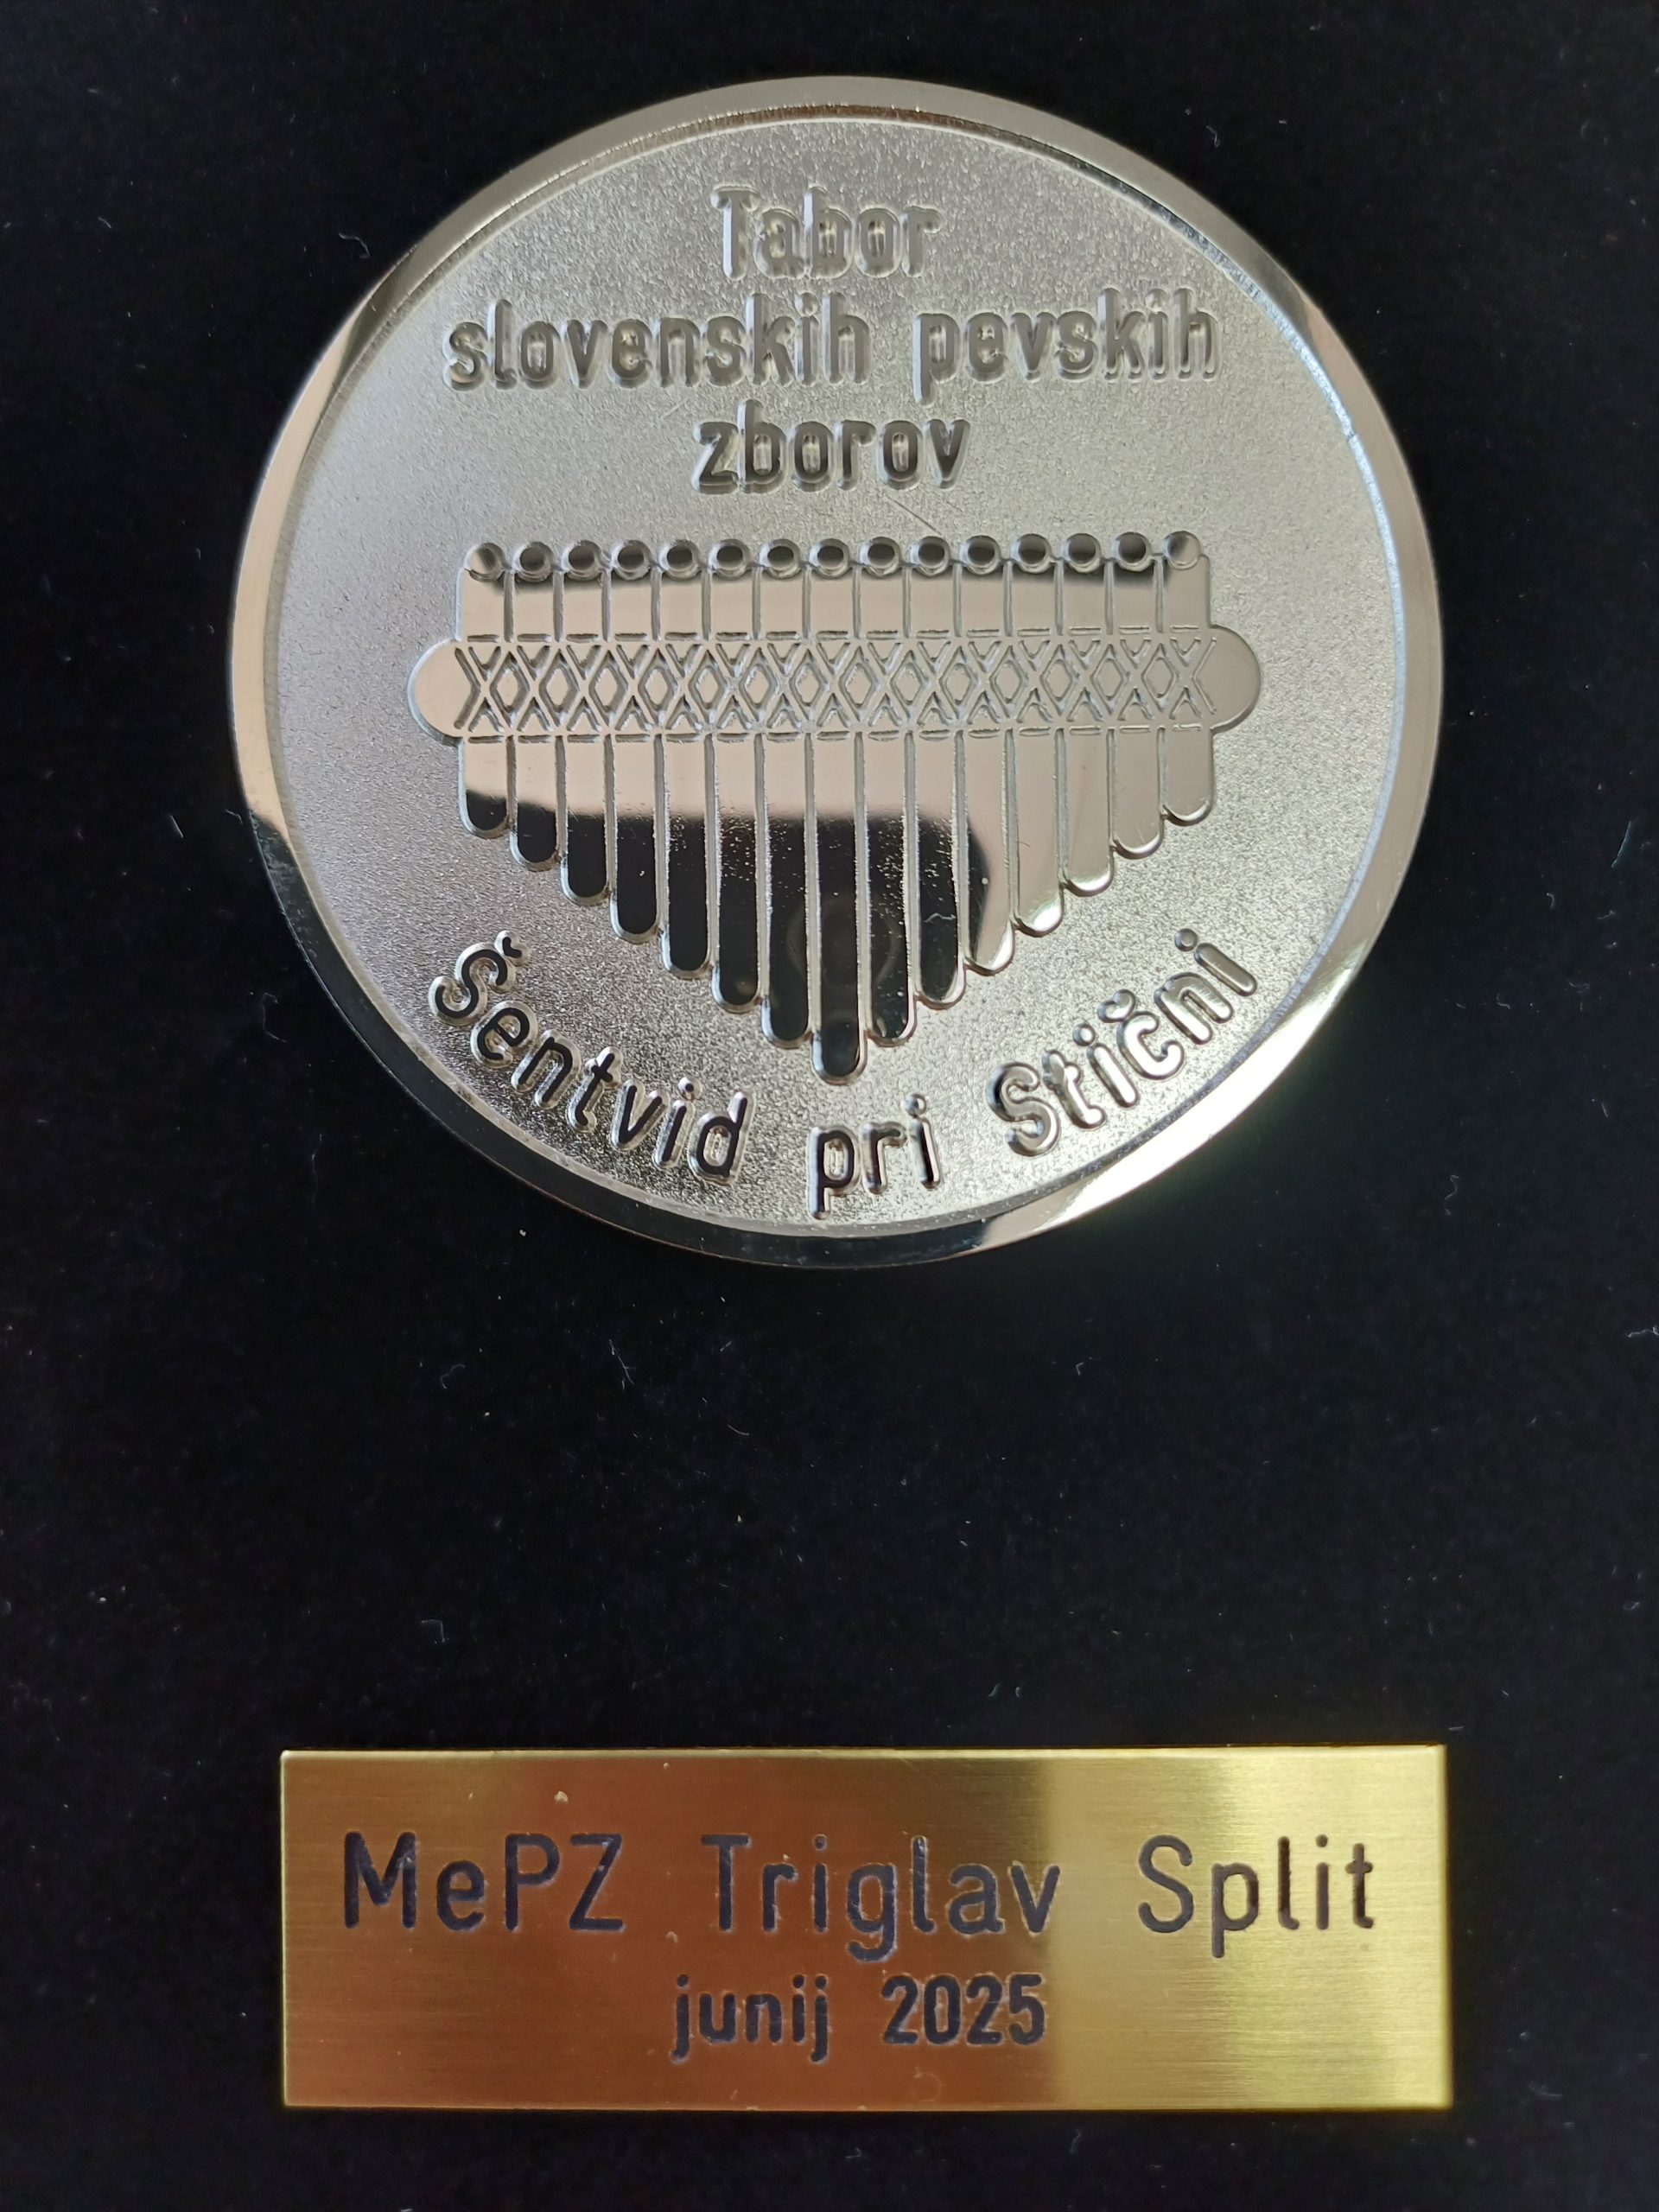 Tabor
slovenskih pevskih
zborov
Šentvid pri Stični
MePZ Triglav Split
junij 2025